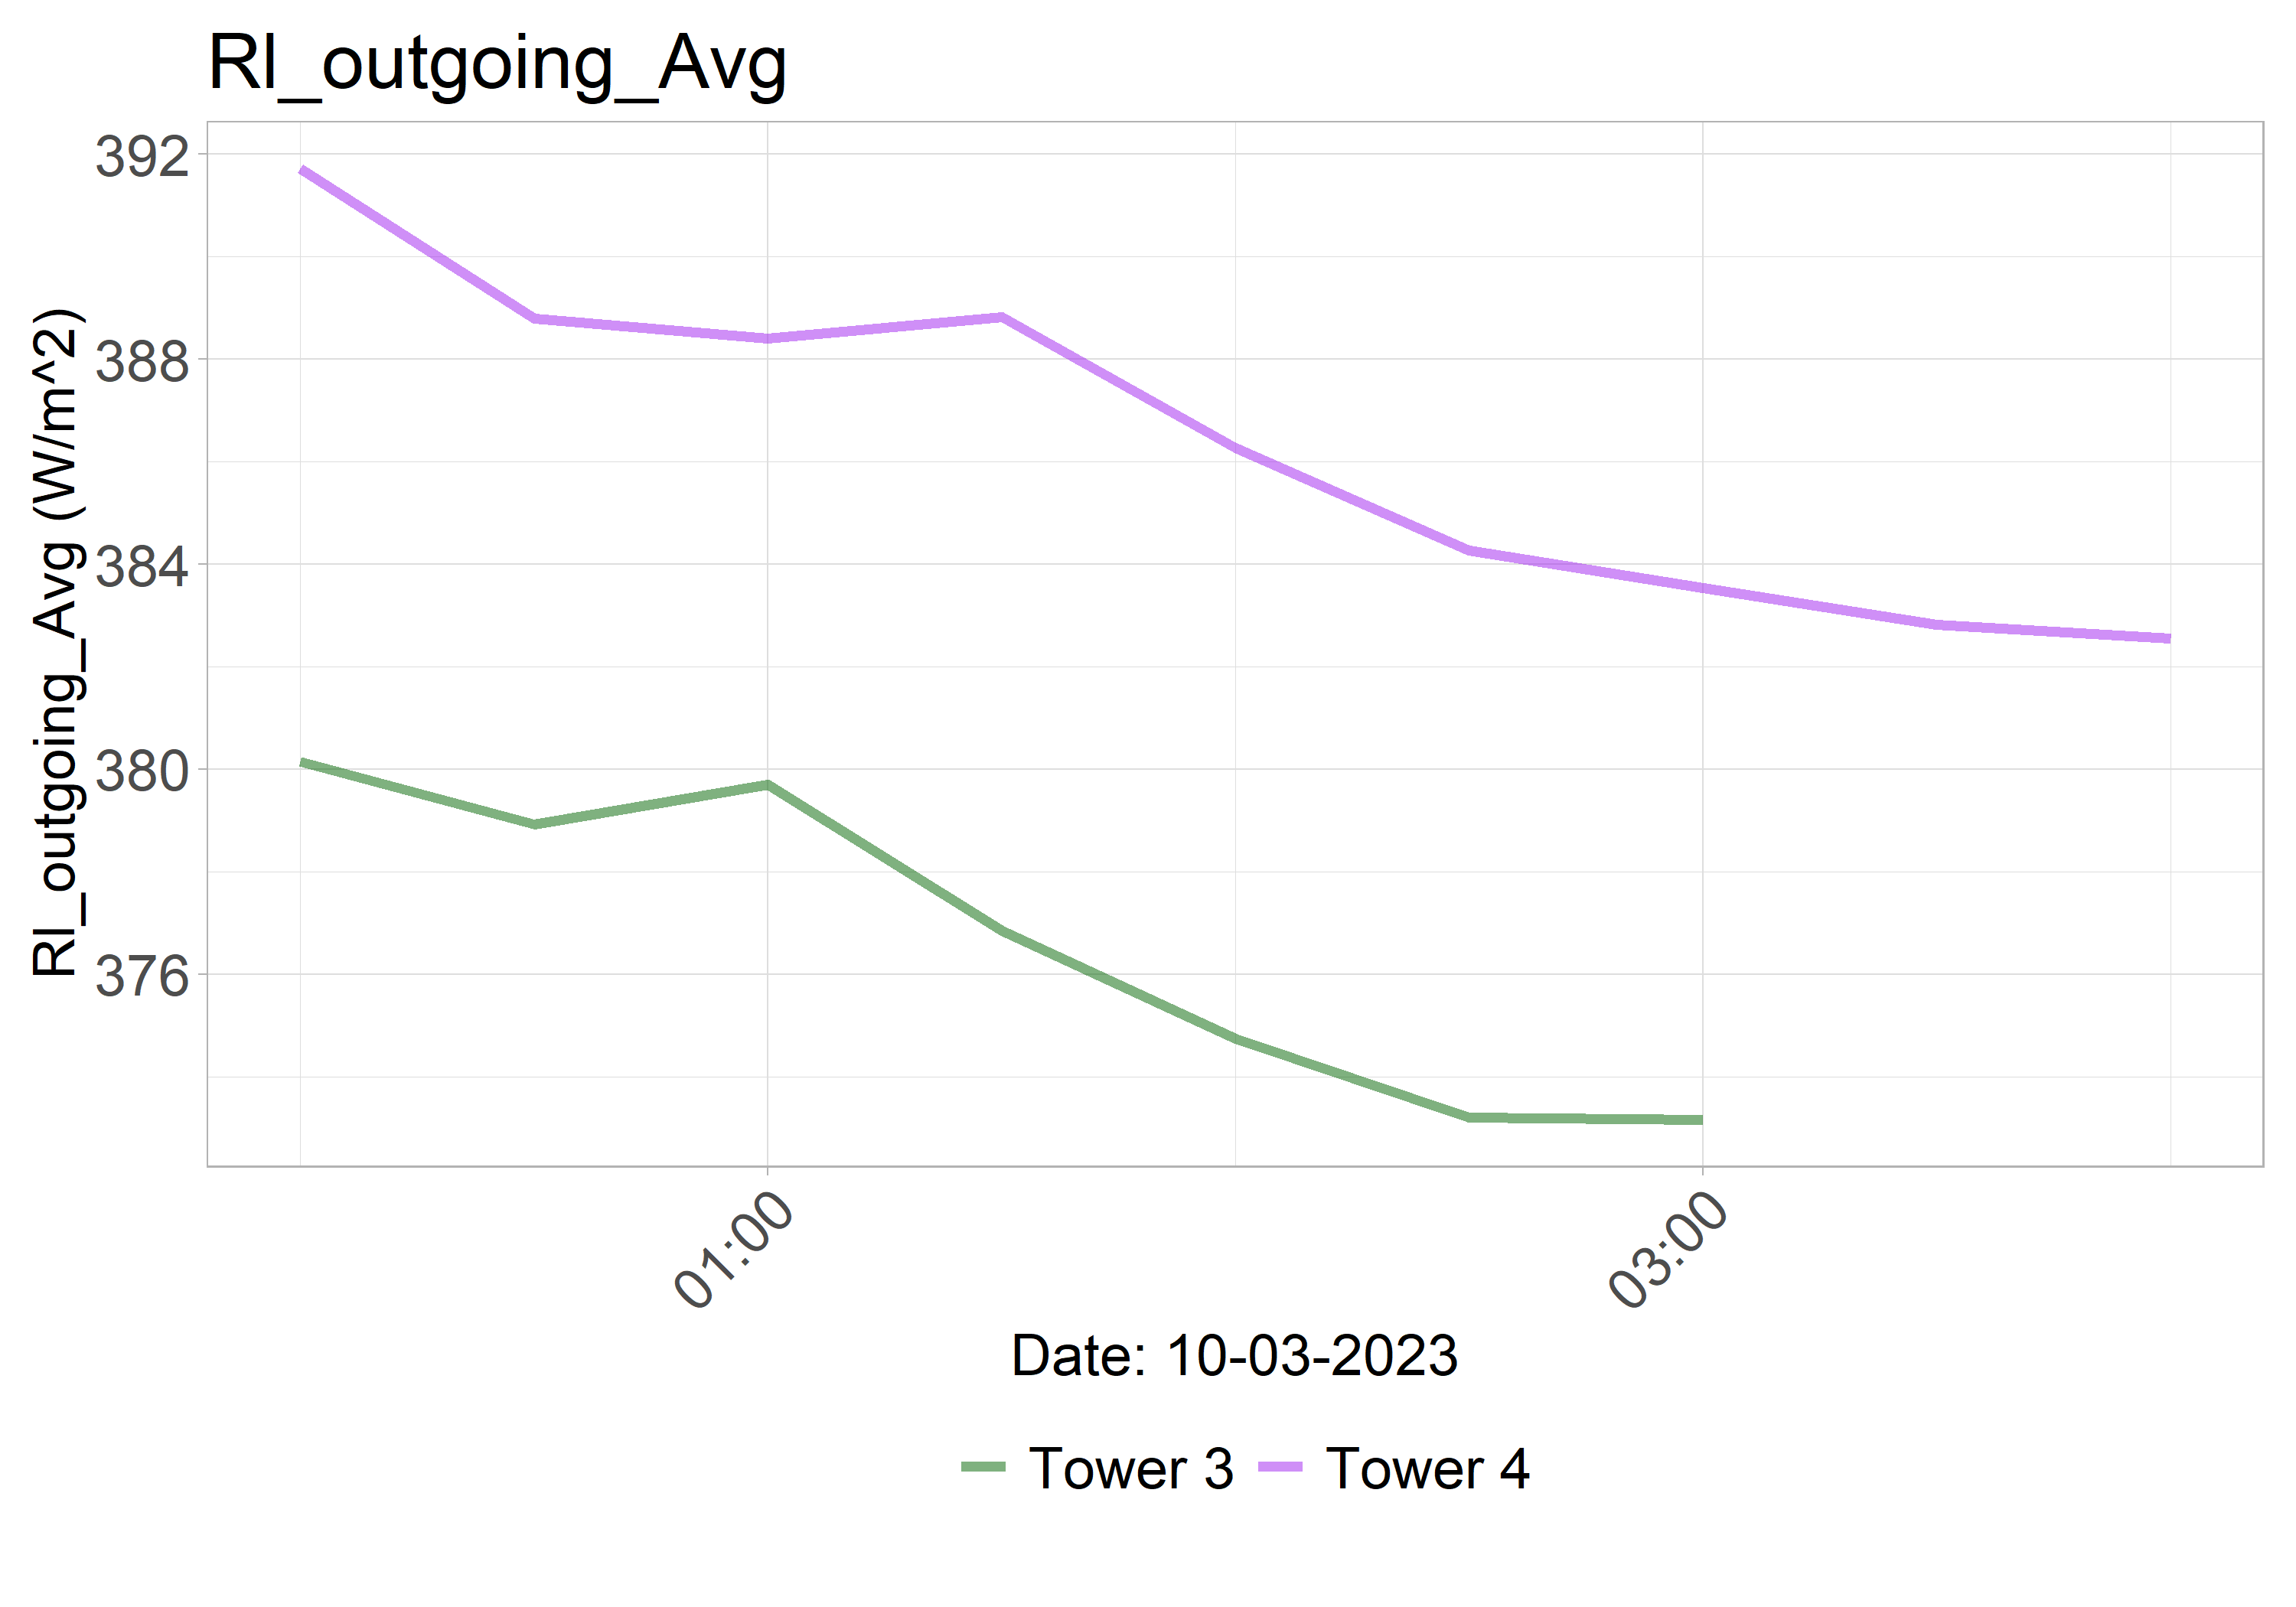 Rl_outgoing_Avg
Rl_outgoing_Avg (W/m^2)
392
388
384
380
376
01:00
03:00
Date: 10-03-2023
Tower 3
Tower 4